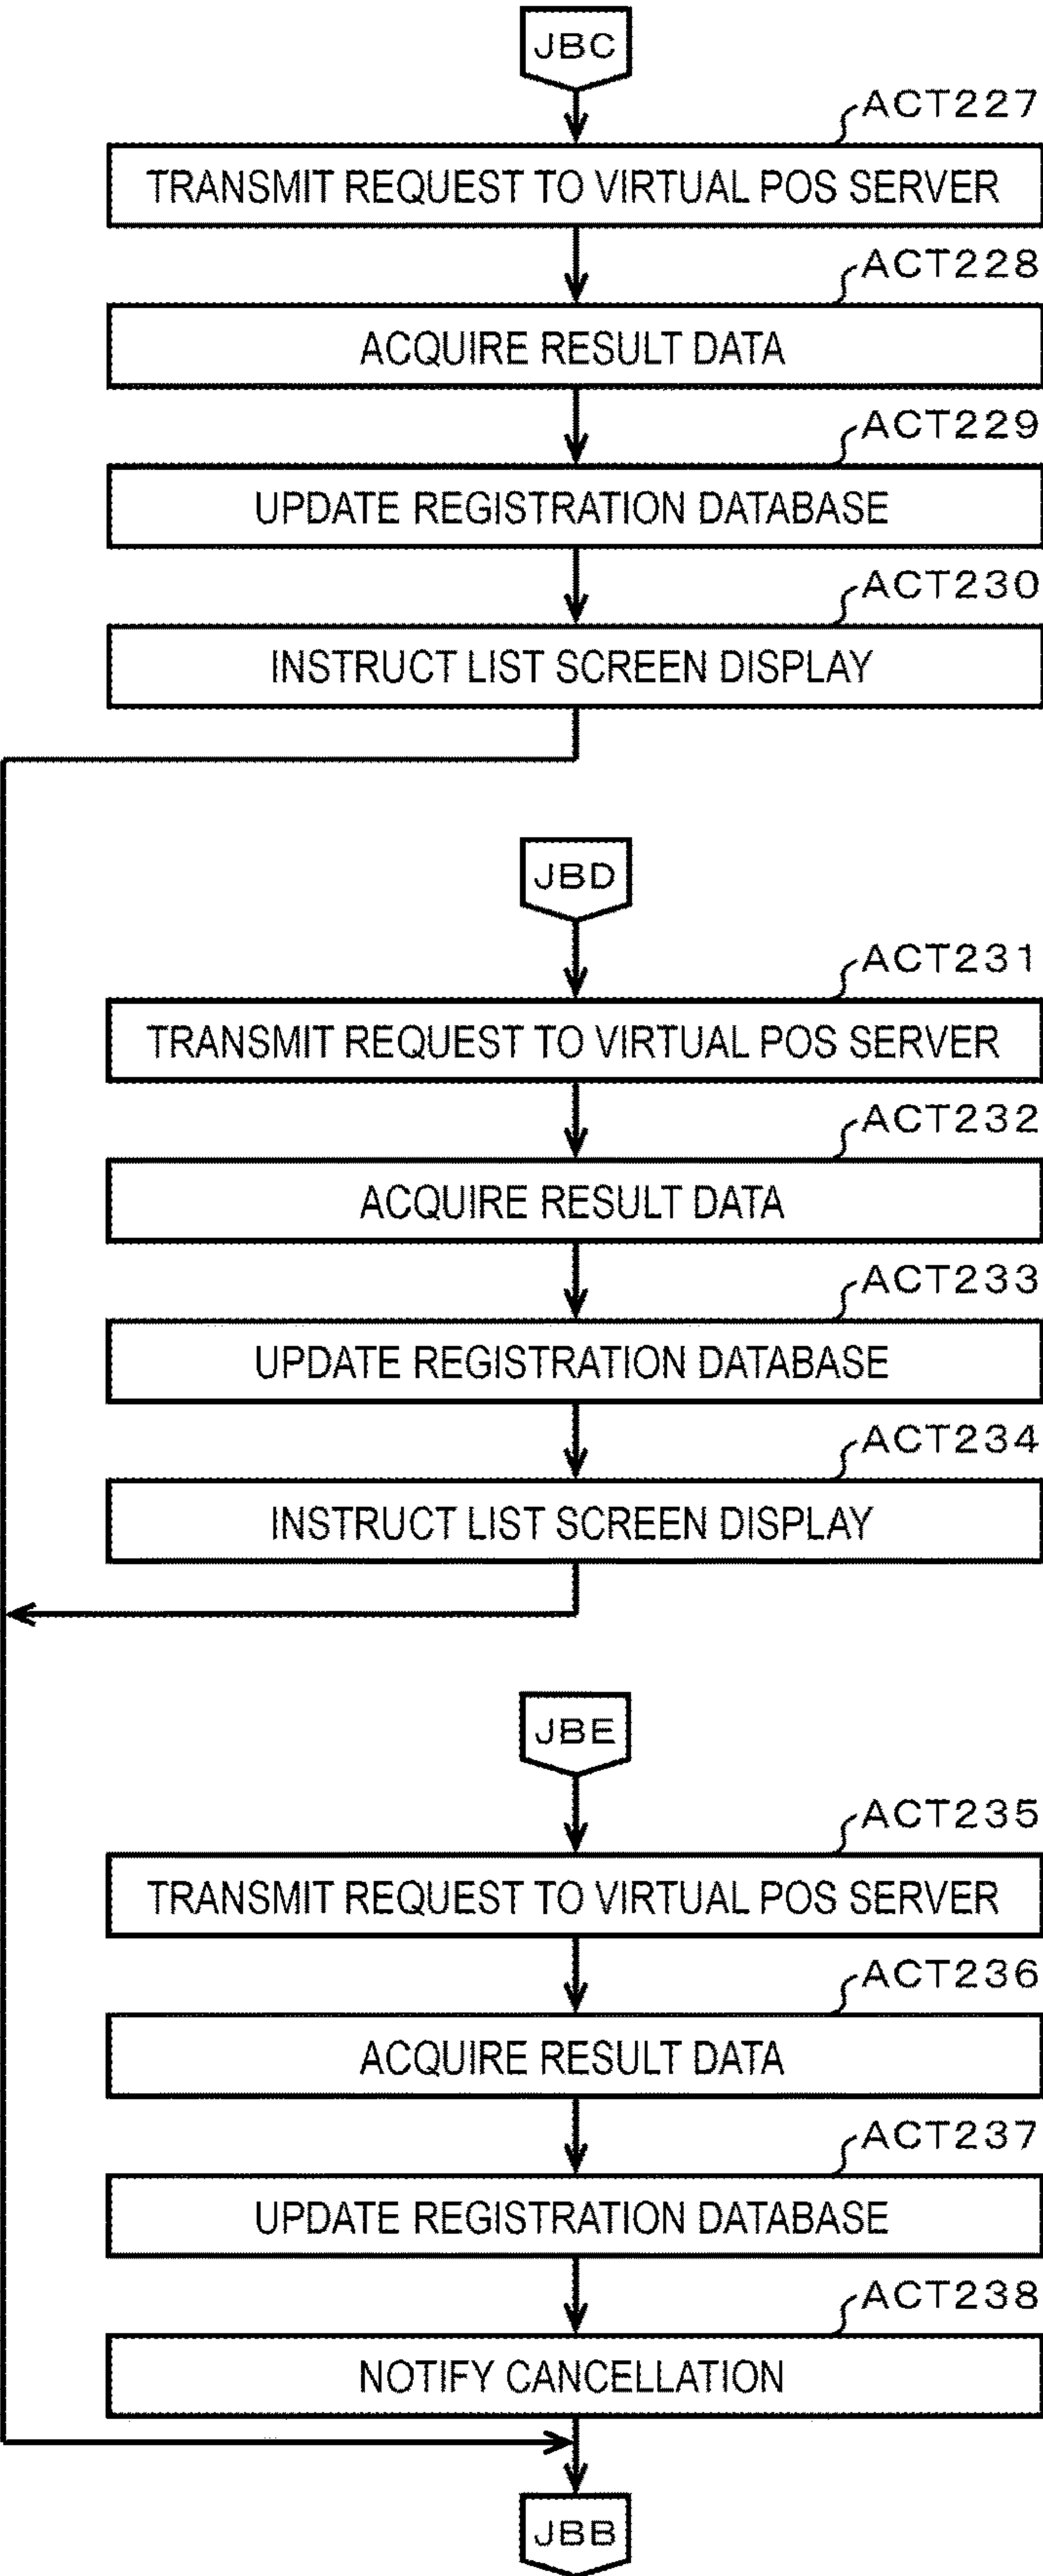 JBC
ACT227
TRANSMIT REQUEST TO VIRTUAL POS SERVER
ACT228
ACQUIRE RESULT DATA
ACT229
UPDATE REGISTRATION DATABASE
ACT230
INSTRUCT LIST SCREEN DISPLAY
JBD
ACT231
TRANSMIT REQUEST TO VIRTUAL POS SERVER
ACT232
ACQUIRE RESULT DATA
ACT233
UPDATE REGISTRATION DATABASE
ACT234
INSTRUCT LIST SCREEN DISPLAY
JBE
ACT235
TRANSMIT REQUEST TO VIRTUAL POS SERVER
ACT236
ACQUIRE RESULT DATA
ACT237
UPDATE REGISTRATION DATABASE
ACT238
NOTIFY CANCELLATION
JBB